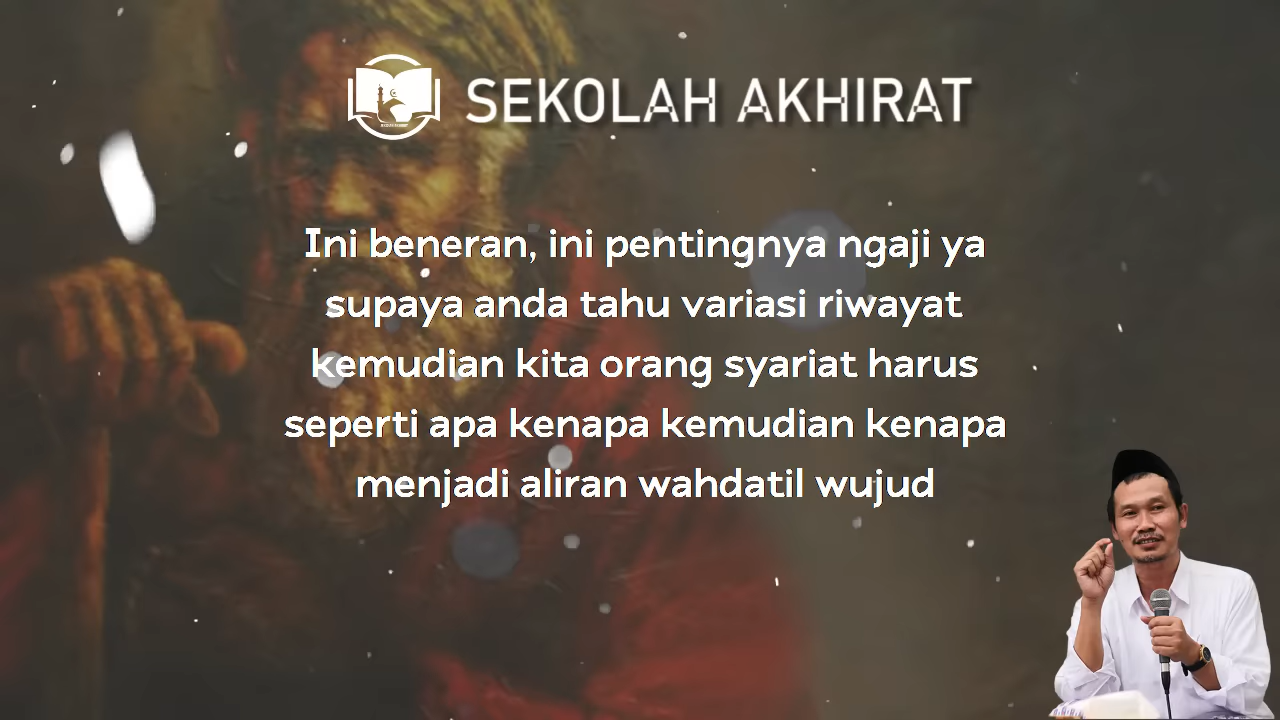 SEKOLAH AKHIRAT
Ini beneran, ini pentingnya ngaji ya
supaya anda tahu variasi riwayat
kemudian kita orang syariat harus
seperti apa kenapa kemudian kenapa
menjadi aliran wahdatil wujud